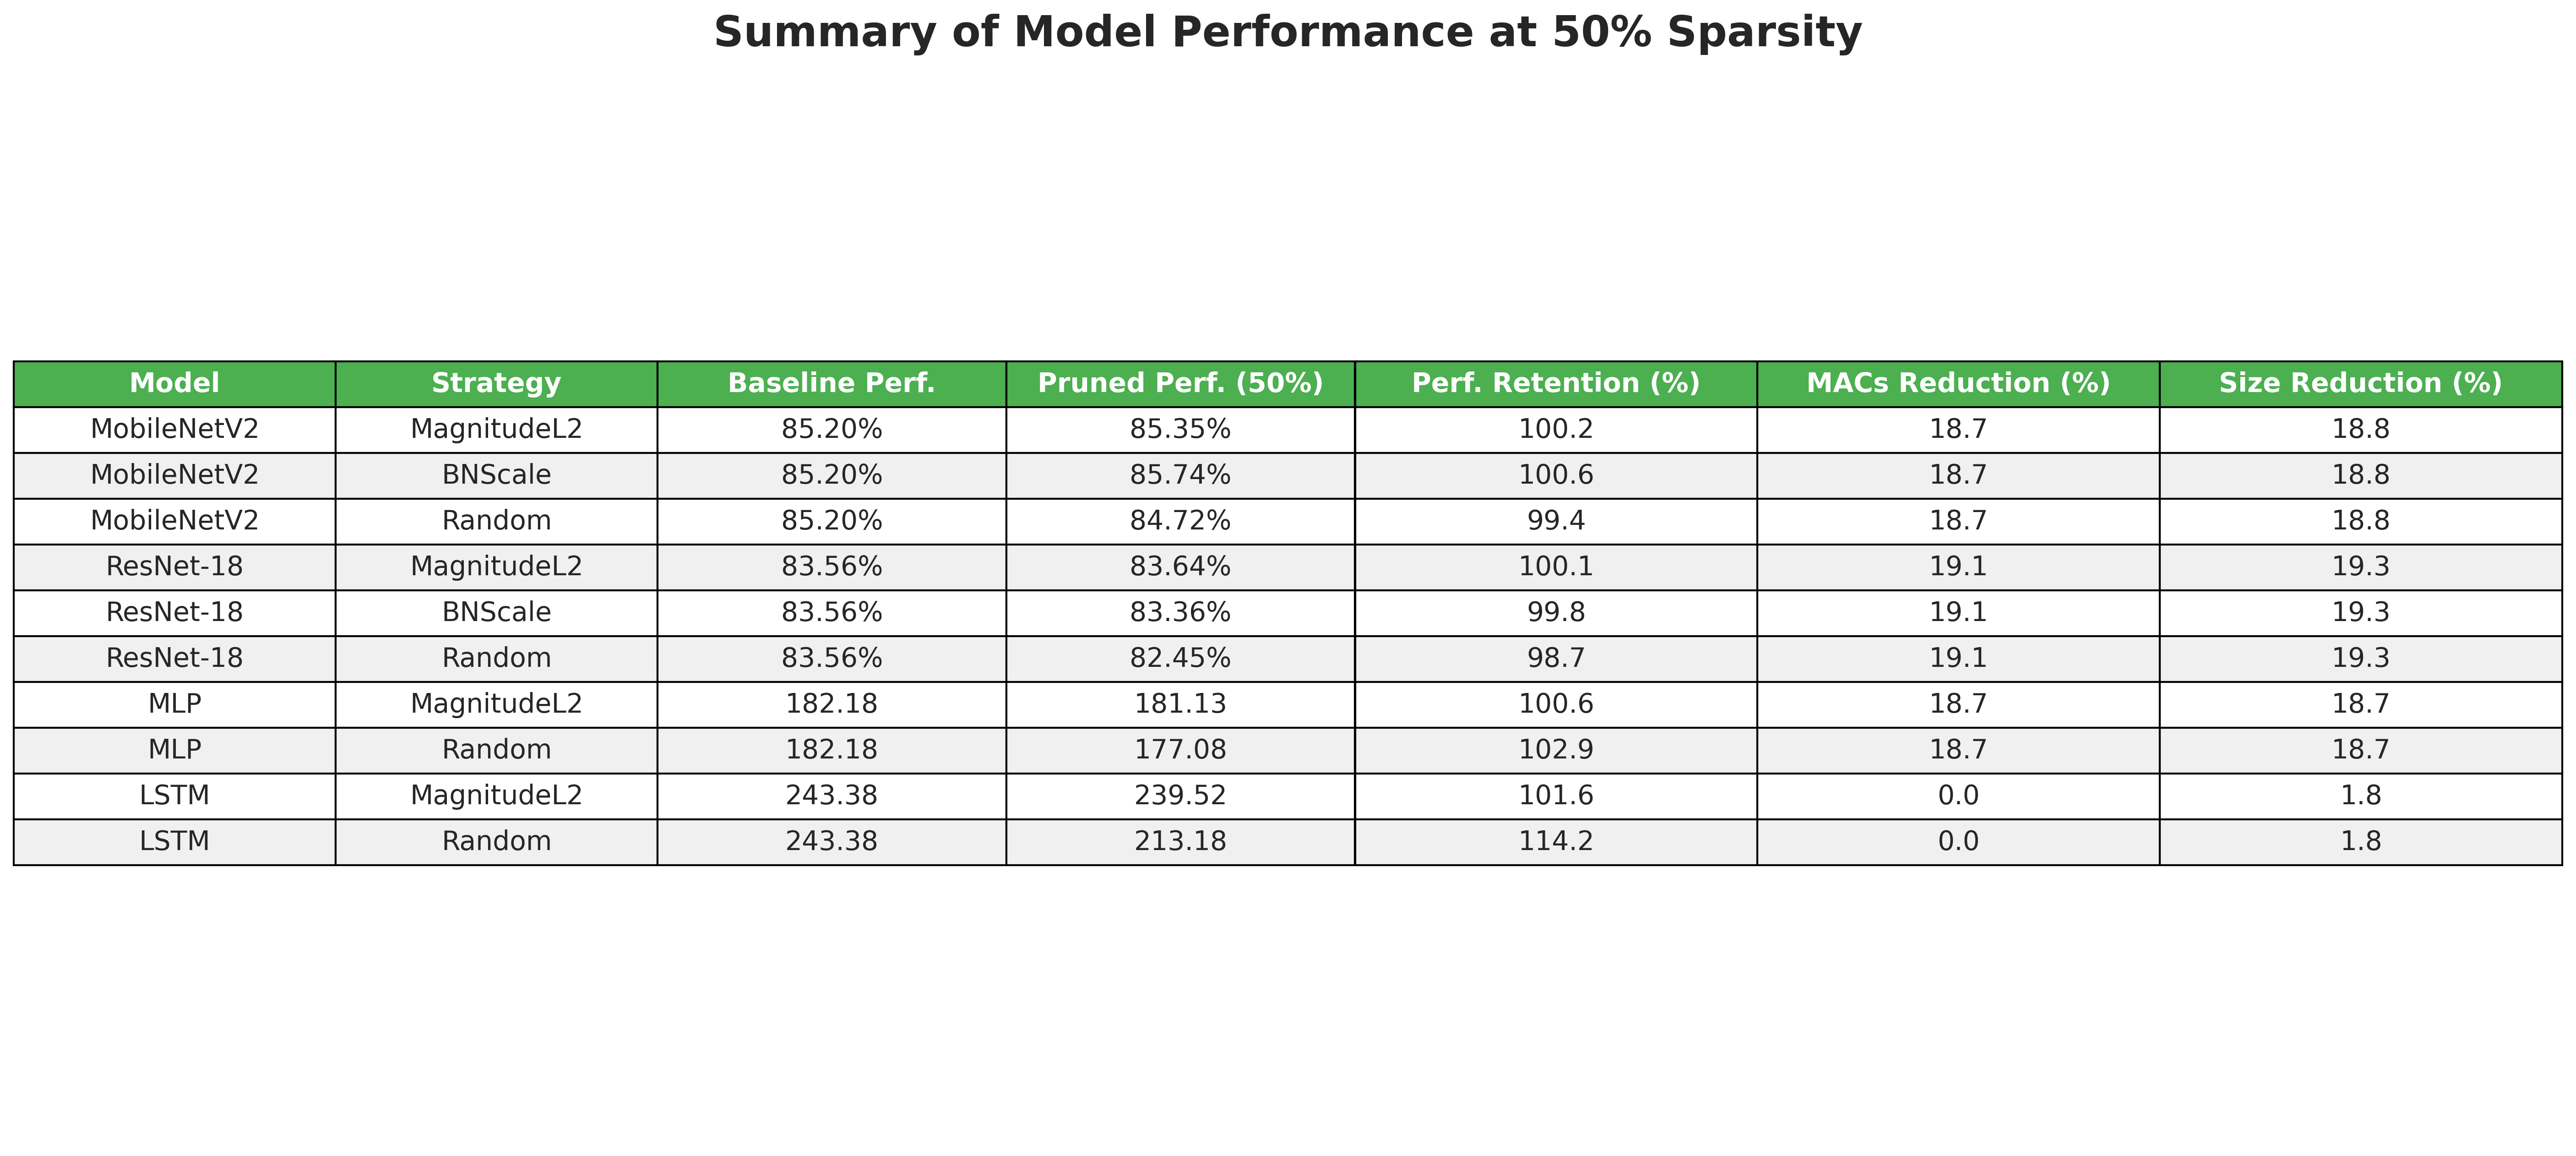 Summary of Model Performance at 50% Sparsity
Model Strategy Baseline Perf. Pruned Perf. (50%) Perf. Retention (%) MACs Reduction (%) Size Reduction (%)
MobileNetV2 MagnitudeL2 85.20% 85.35% 100.2 18.7 18.8
MobileNetV2 BNScale 85.20% 85.74% 100.6 18.7 18.8
MobileNetV2 Random 85.20% 84.72% 99.4 18.7 18.8
ResNet-18 MagnitudeL2 83.56% 83.64% 100.1 19.1 19.3
ResNet-18 BNScale 83.56% 83.36% 99.8 19.1 19.3
ResNet-18 Random 83.56% 82.45% 98.7 19.1 19.3
MLP MagnitudeL2 182.18 181.13 100.6 18.7 18.7
MLP Random 182.18 177.08 102.9 18.7 18.7
LSTM MagnitudeL2 243.38 239.52 101.6 0.0 1.8
LSTM Random 243.38 213.18 114.2 0.0 1.8